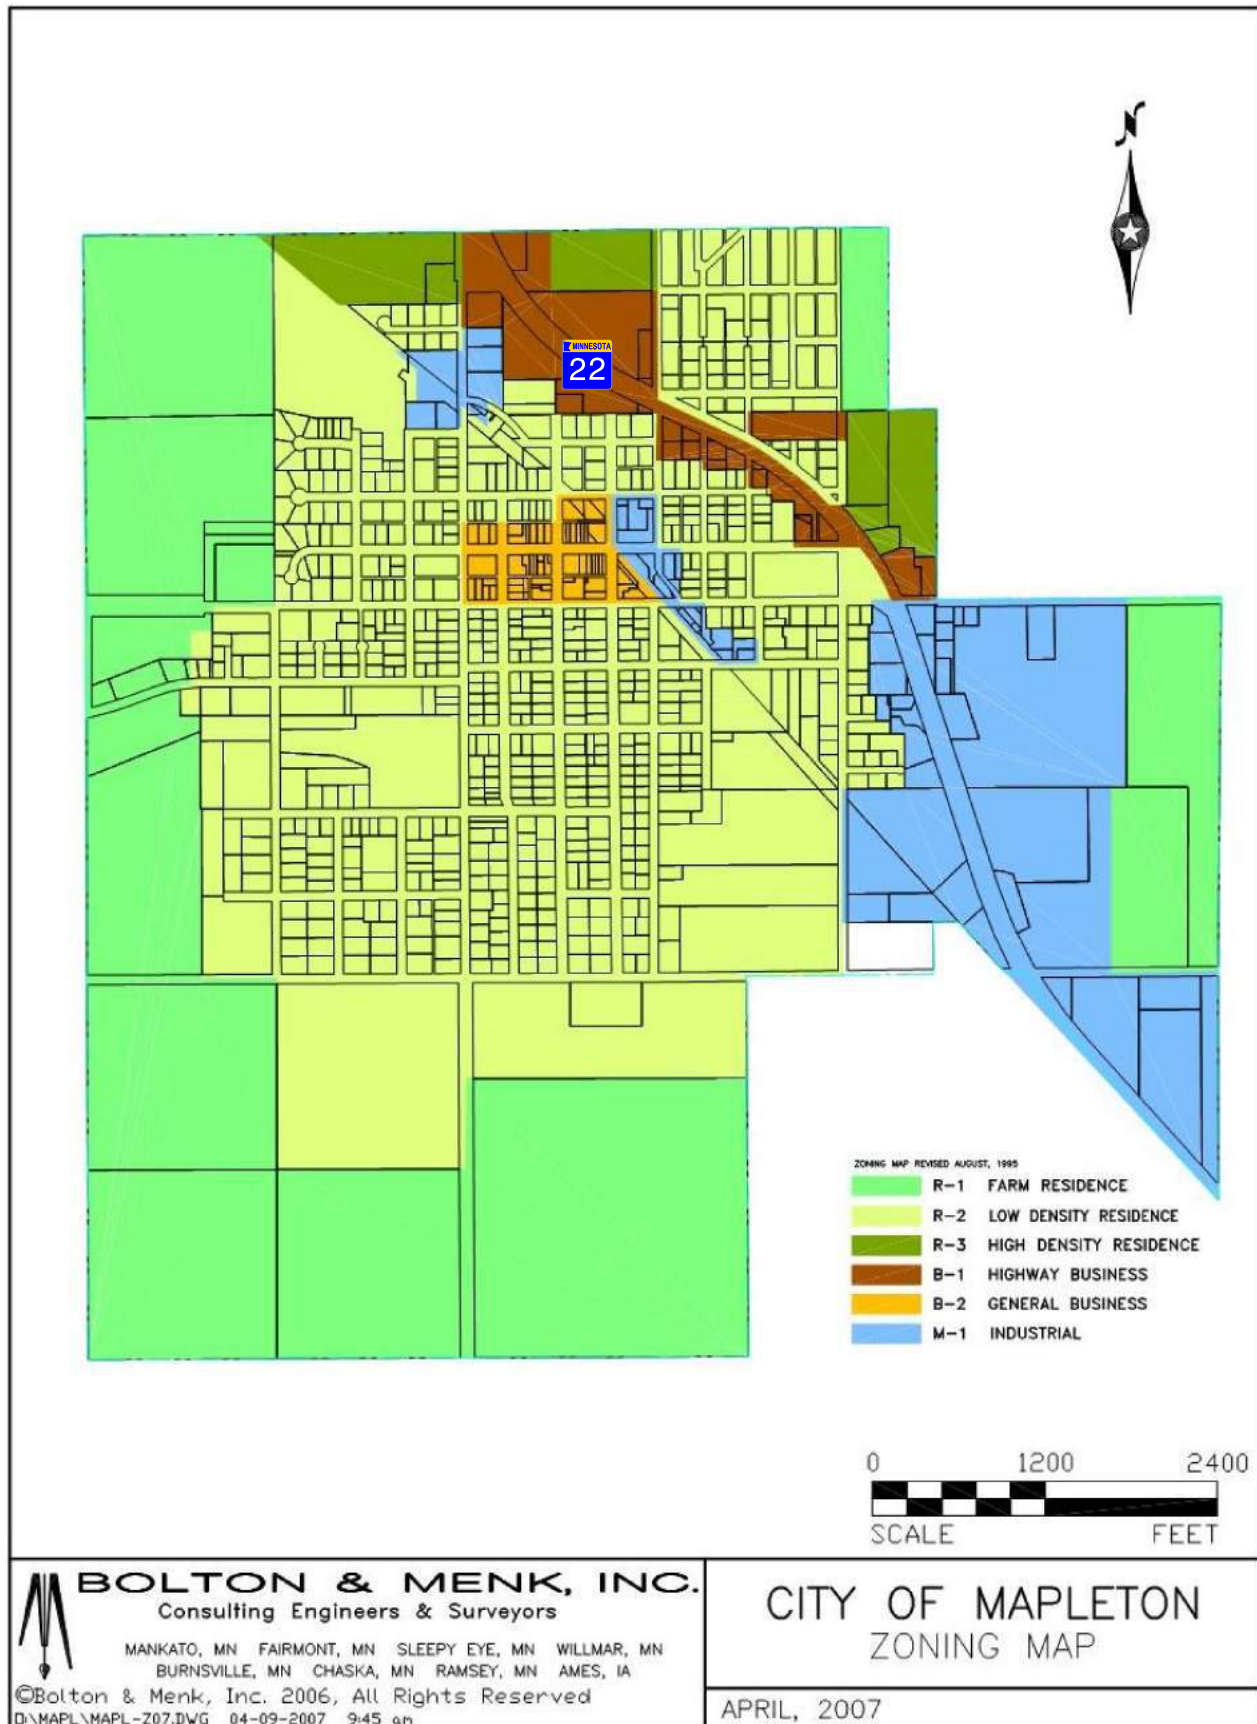 N
MINNESOTA
22
ZONING MAP REVISED AUGUST, 1995
R-1 FARM RESIDENCE
R-2 LOW DENSITY RESIDENCE
R-3 HIGH DENSITY RESIDENCE
B-1 HIGHWAY BUSINESS
B-2 GENERAL BUSINESS
M-1 INDUSTRIAL
0 1200 2400
SCALE FEET
BOLTON & MENK, INC.
Consulting Engineers & Surveyors
MANKATO, MN FAIRMONT, MN SLEEPY EYE, MN WILLMAR, MN
BURNSVILLE, MN CHASKA, MN RAMSEY, MN AMES, IA
©Bolton & Menk, Inc. 2006, All Rights Reserved
D:\MAPL\MAPL-Z07.DWG 04-09-2007 9:45 am
CITY OF MAPLETON
ZONING MAP
APRIL, 2007